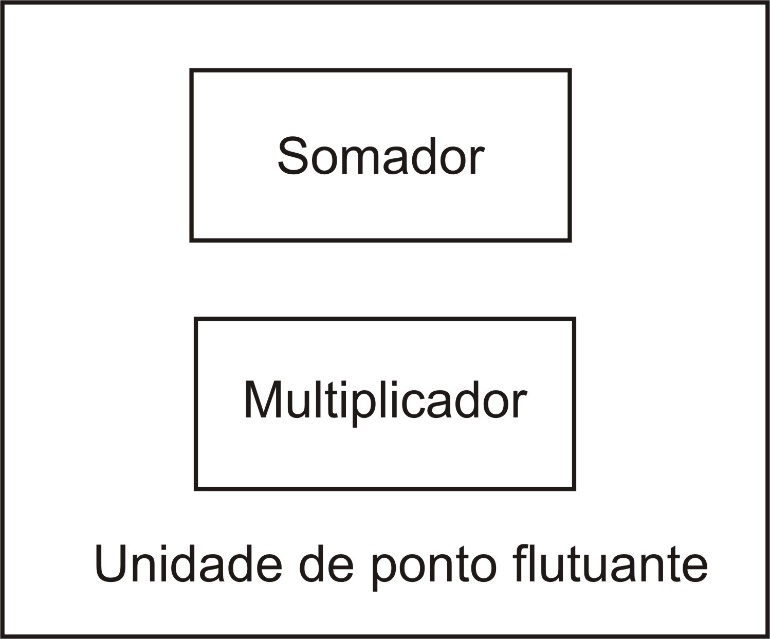 Somador
Multiplicador
Unidade de ponto flutuante